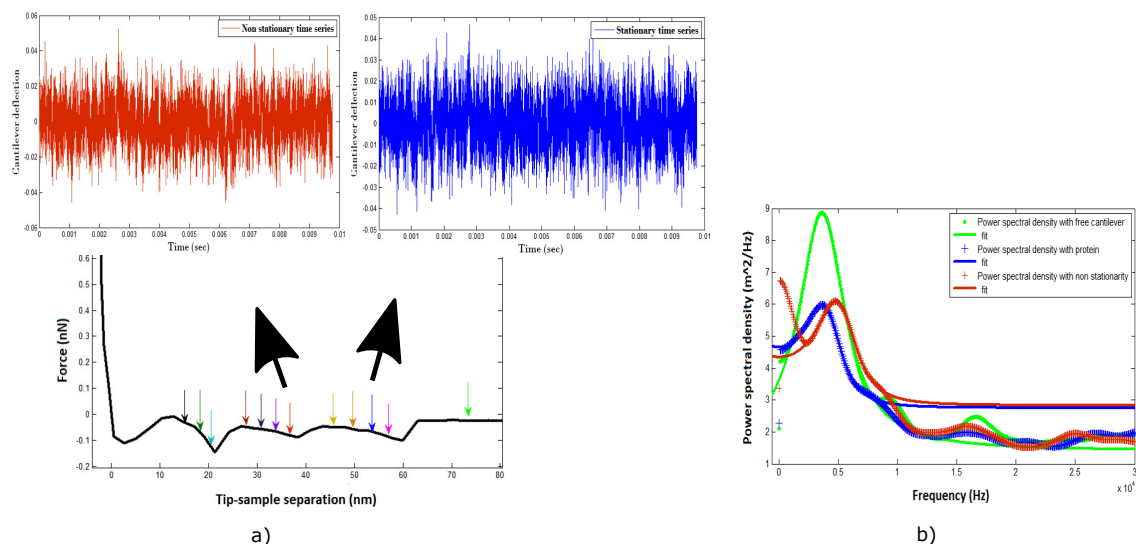 0.06
0.04
0.02
0
-0.02
-0.04
-0.06
Cantilever deflection
Non stationary time series
0 0.001 0.002 0.003 0.004 0.005 0.006 0.007 0.008 0.009 0.01
Time (sec)
0.05
0.04
0.03
0.02
0.01
0
-0.01
-0.02
-0.03
-0.04
-0.05
Cantilever deflection
Stationary time series
0 0.001 0.002 0.003 0.004 0.005 0.006 0.007 0.008 0.009 0.01
Time (sec)
0.6
0.5
0.4
0.3
0.2
0.1
0
-0.1
-0.2
Force (nN)
0 10 20 30 40 50 60 70 80
Tip-sample separation (nm)
a)
9
8
7
6
5
4
3
2
1
Power spectral density (m^2/Hz)
Power spectral density with free cantilever
fit
Power spectral density with protein
fit
Power spectral density with non stationarity
fit
0 0.5 1 1.5 2 2.5 3
x 10^4
Frequency (Hz)
b)